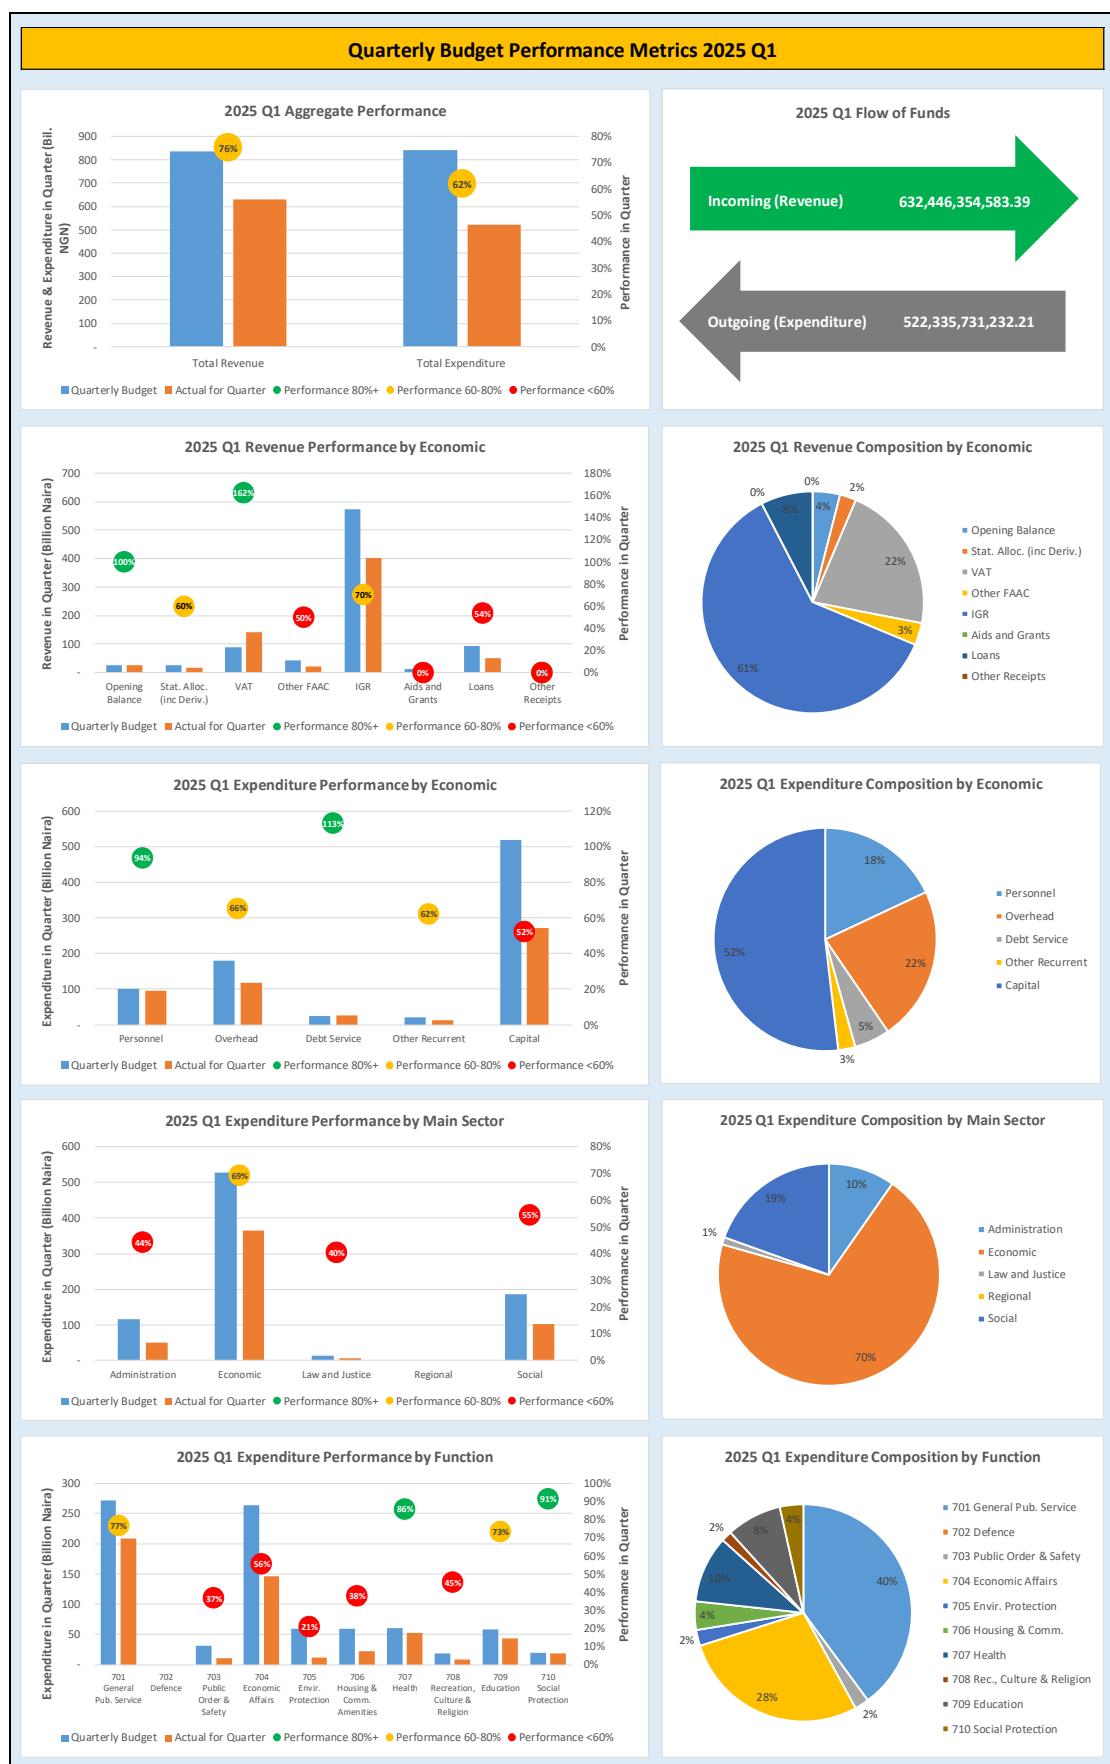 Quarterly Budget Performance Metrics 2025 Q1
2025 Q1 Aggregate Performance
Revenue & Expenditure in Quarter (Bil. NGN)
900
800
700
600
500
400
300
200
100
-
76%
62%
80%
70%
60%
50%
40%
30%
20%
10%
0%
Performance in Quarter
Total Revenue
Total Expenditure
Quarterly Budget Actual for Quarter Performance 80%+ Performance 60-80% Performance <60%
2025 Q1 Flow of Funds
Incoming (Revenue) 632,446,354,583.39
Outgoing (Expenditure) 522,335,731,232.21
2025 Q1 Revenue Performance by Economic
Revenue in Quarter (Billion Naira)
700
600
500
400
300
200
100
-
100%
60%
162%
50%
70%
0%
54%
0%
180%
160%
140%
120%
100%
80%
60%
40%
20%
0%
Performance in Quarter
Opening Balance
Stat. Alloc. (inc Deriv.)
VAT
Other FAAC
IGR
Aids and Grants
Loans
Other Receipts
Quarterly Budget Actual for Quarter Performance 80%+ Performance 60-80% Performance <60%
2025 Q1 Revenue Composition by Economic
0%
0%
8%
4%
2%
22%
3%
61%
Opening Balance
Stat. Alloc. (inc Deriv.)
VAT
Other FAAC
IGR
Aids and Grants
Loans
Other Receipts
2025 Q1 Expenditure Performance by Economic
Expenditure in Quarter (Billion Naira)
600
500
400
300
200
100
-
94%
66%
113%
62%
52%
120%
100%
80%
60%
40%
20%
0%
Performance in Quarter
Personnel
Overhead
Debt Service
Other Recurrent
Capital
Quarterly Budget Actual for Quarter Performance 80%+ Performance 60-80% Performance <60%
2025 Q1 Expenditure Composition by Economic
18%
22%
5%
3%
52%
Personnel
Overhead
Debt Service
Other Recurrent
Capital
2025 Q1 Expenditure Performance by Main Sector
Expenditure in Quarter (Billion Naira)
600
500
400
300
200
100
-
44%
69%
40%
55%
80%
70%
60%
50%
40%
30%
20%
10%
0%
Performance in Quarter
Administration
Economic
Law and Justice
Regional
Social
Quarterly Budget Actual for Quarter Performance 80%+ Performance 60-80% Performance <60%
2025 Q1 Expenditure Composition by Main Sector
10%
70%
1%
19%
Administration
Economic
Law and Justice
Regional
Social
2025 Q1 Expenditure Performance by Function
Expenditure in Quarter (Billion Naira)
300
250
200
150
100
50
-
77%
37%
56%
21%
38%
86%
45%
73%
91%
100%
90%
80%
70%
60%
50%
40%
30%
20%
10%
0%
Performance in Quarter
701 General Pub. Service
702 Defence
703 Public Order & Safety
704 Economic Affairs
705 Envir. Protection
706 Housing & Comm. Amenities
707 Health
708 Recreation, Culture & Religion
709 Education
710 Social Protection
Quarterly Budget Actual for Quarter Performance 80%+ Performance 60-80% Performance <60%
2025 Q1 Expenditure Composition by Function
40%
2%
28%
2%
4%
10%
2%
8%
4%
701 General Pub. Service
702 Defence
703 Public Order & Safety
704 Economic Affairs
705 Envir. Protection
706 Housing & Comm.
707 Health
708 Rec., Culture & Religion
709 Education
710 Social Protection